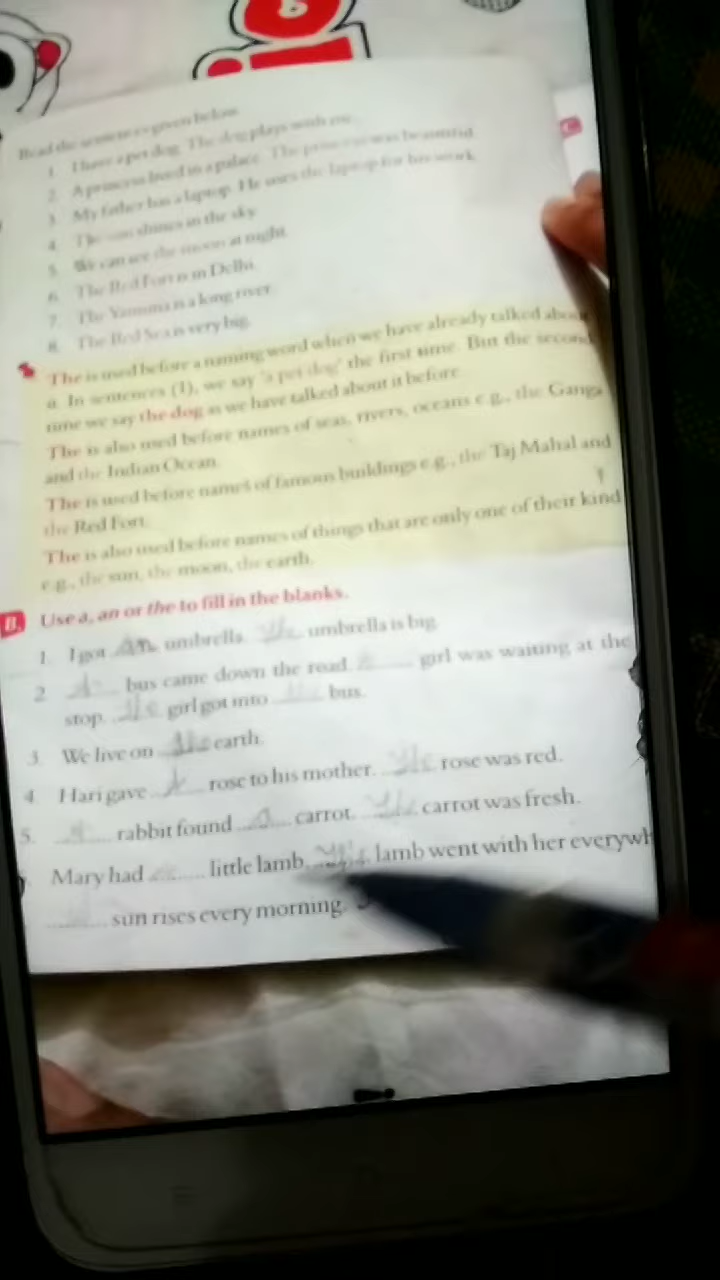 Read the sentences given below.
1. I have a pet dog. The dog plays with me.
2. A princess lived in a palace. The princess was beautiful.
3. My father has a laptop. He uses the laptop for his work.
4. The sun shines in the sky.
5. We can see the moon at night.
6. The Red Fort is in Delhi.
7. The Yamuna is a long river.
8. The Red Sea is very big.
The is used before a naming word when we have already talked about
it. In sentences (1), we say 'a pet dog' the first time. But the second
time we say the dog as we have talked about it before.
The is also used before names of seas, rivers, oceans e.g., the Ganga
and the Indian Ocean.
The is used before names of famous buildings e.g., the Taj Mahal and
the Red Fort.
The is also used before names of things that are only one of their kind
e.g., the sun, the moon, the earth.
B. Use a, an or the to fill in the blanks.
1. I got an umbrella. the umbrella is big.
2. A bus came down the road. girl was waiting at the
stop. the girl got into the bus.
3. We live on the earth.
4. Hari gave A rose to his mother. the rose was red.
5. A rabbit found a carrot. the carrot was fresh.
Mary had little lamb. the lamb went with her
sun rises every morning.